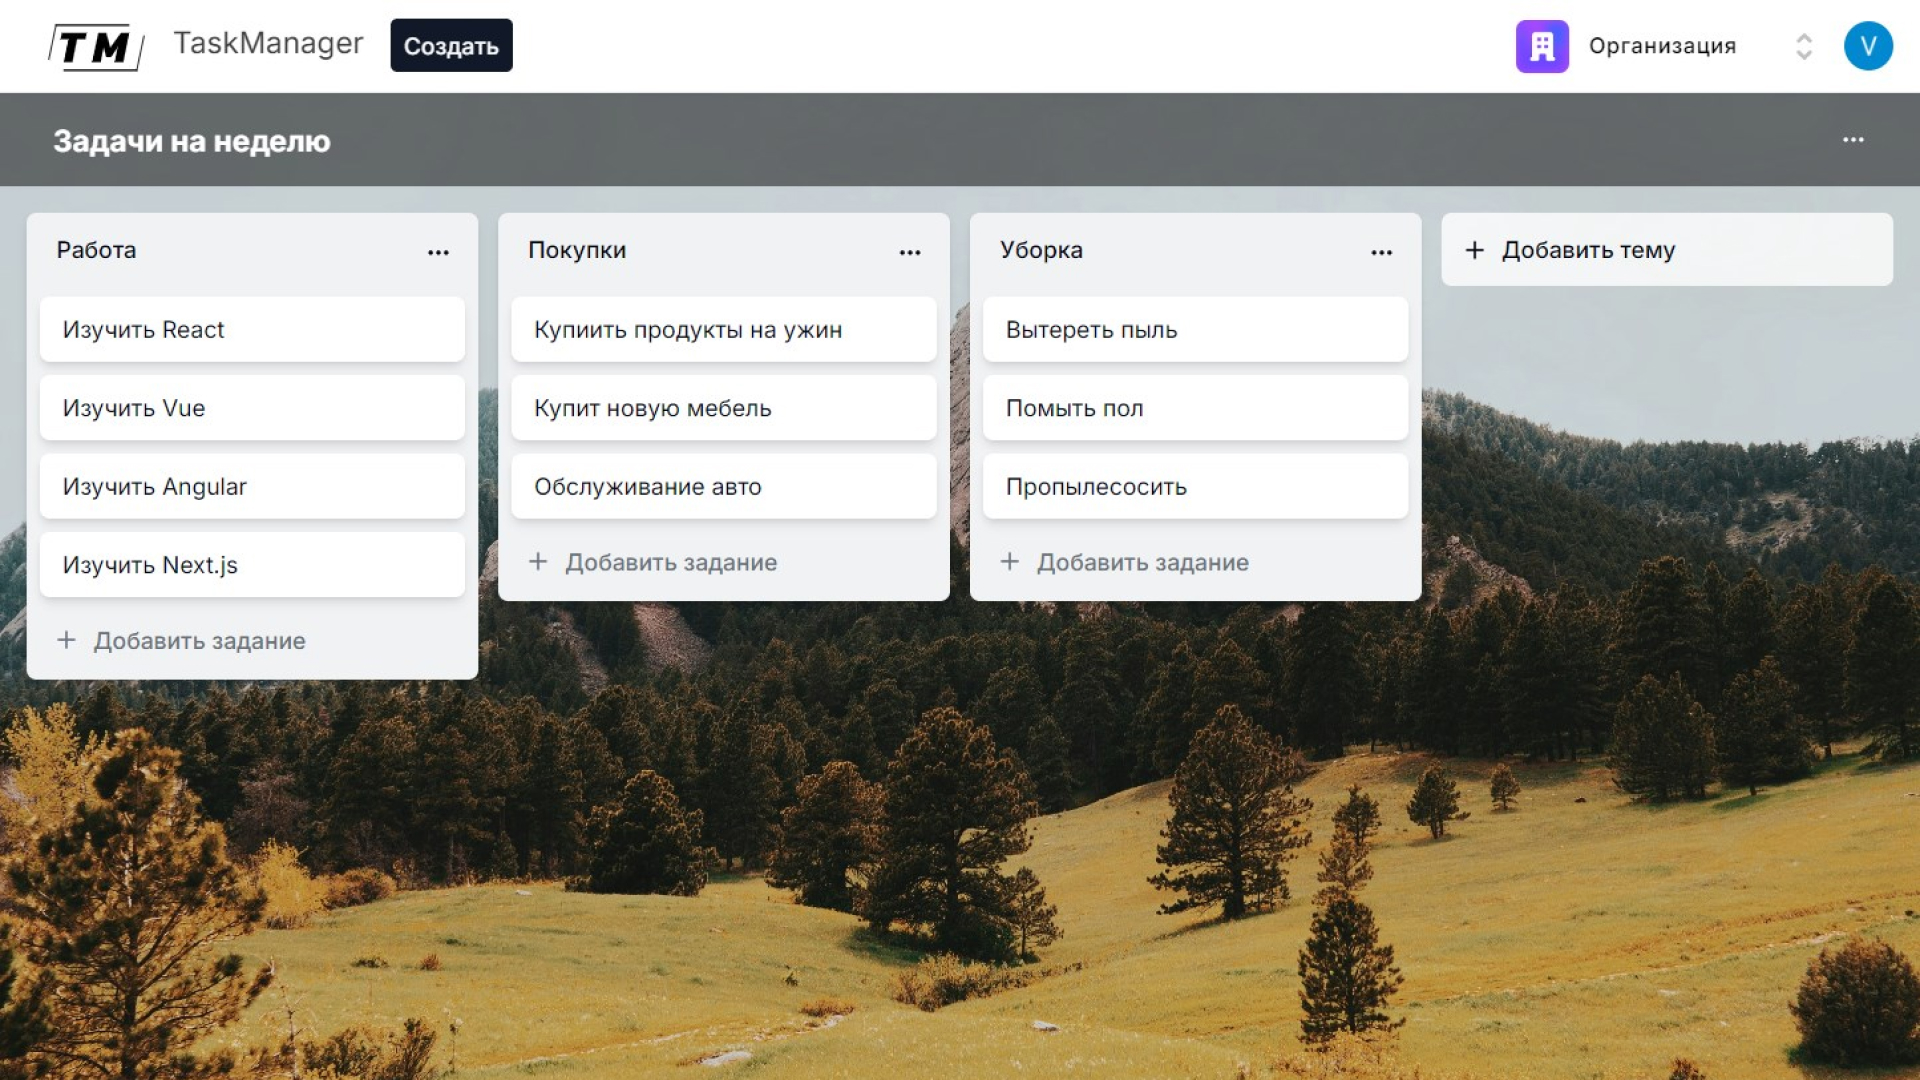 TM TaskManager Создать Организация V
Задачи на неделю
Работа
Изучить React
Изучить Vue
Изучить Angular
Изучить Next.js
+ Добавить задание
Покупки
Купиить продукты на ужин
Купит новую мебель
Обслуживание авто
+ Добавить задание
Уборка
Вытереть пыль
Помыть пол
Пропылесосить
+ Добавить задание
+ Добавить тему